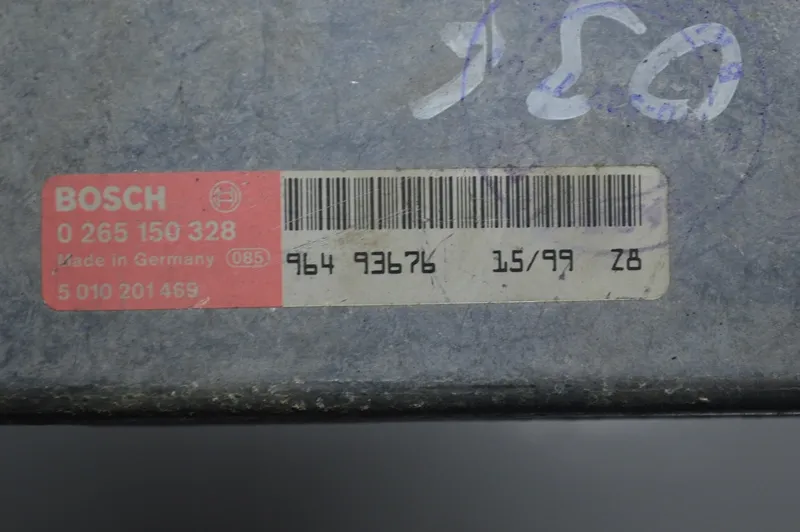 BOSCH
0 265 150 328
Made in Germany 085
5 010 201 469
964 93676 15/99 Z8